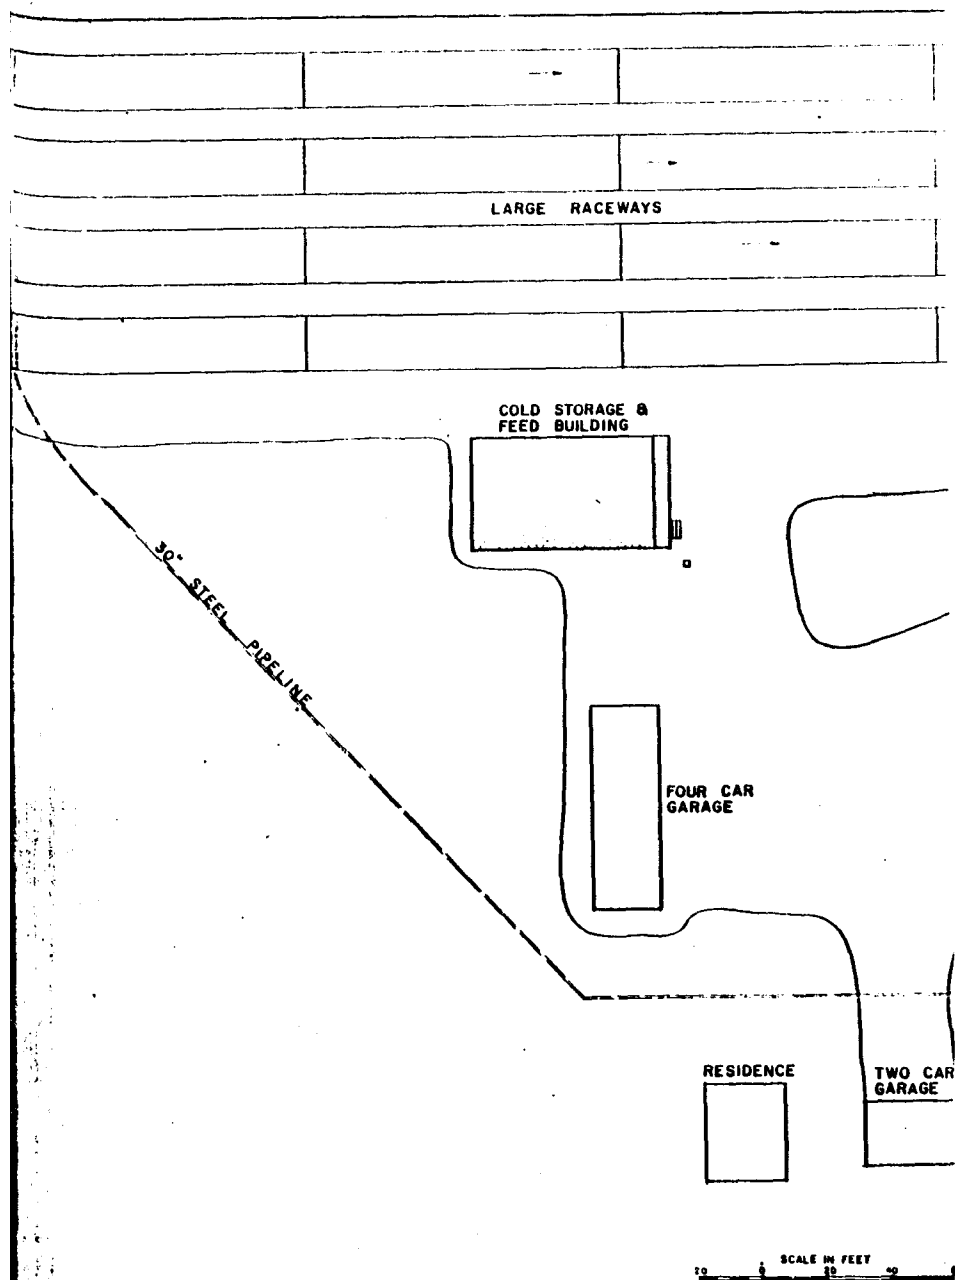 LARGE RACEWAYS
COLD STORAGE &
FEED BUILDING
30" STEEL PIPELINE
FOUR CAR
GARAGE
RESIDENCE
TWO CAR
GARAGE
SCALE IN FEET
20 0 20 40